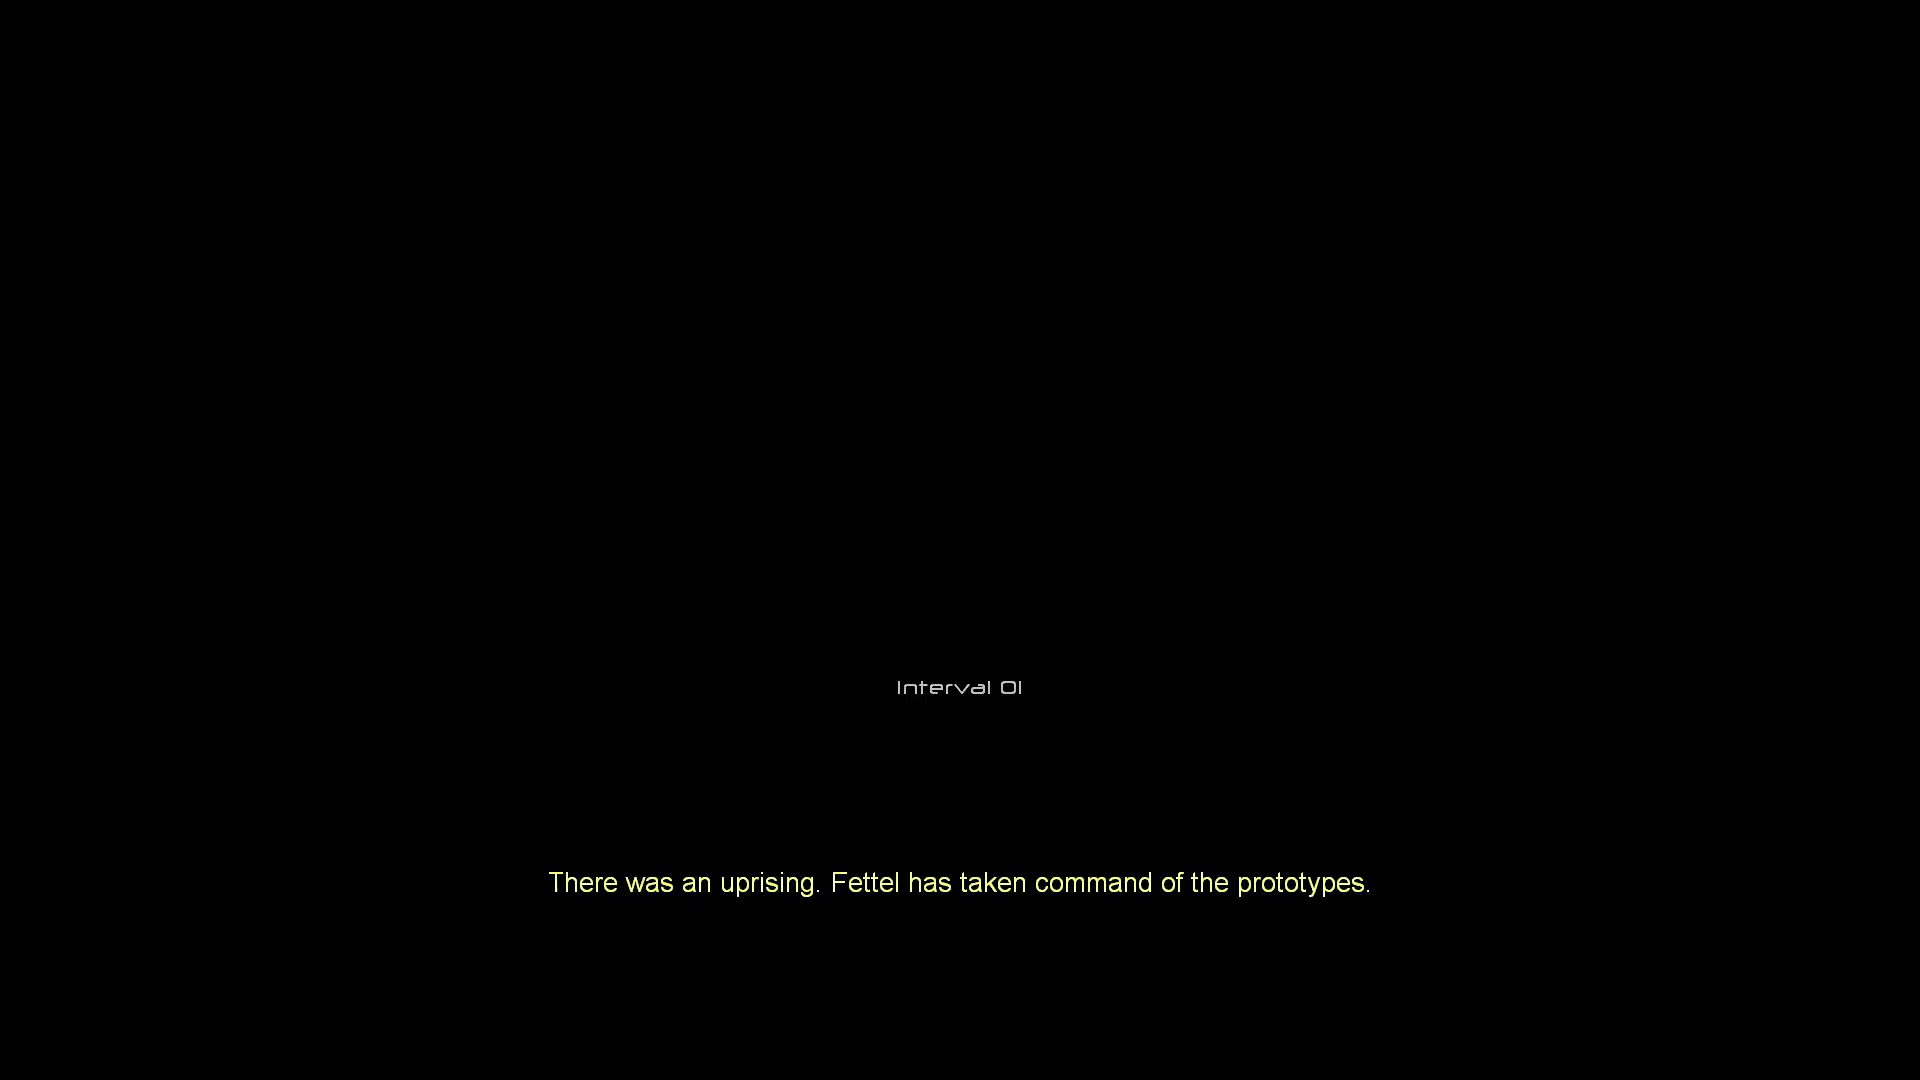 Interval 01
There was an uprising. Fettel has taken command of the prototypes.